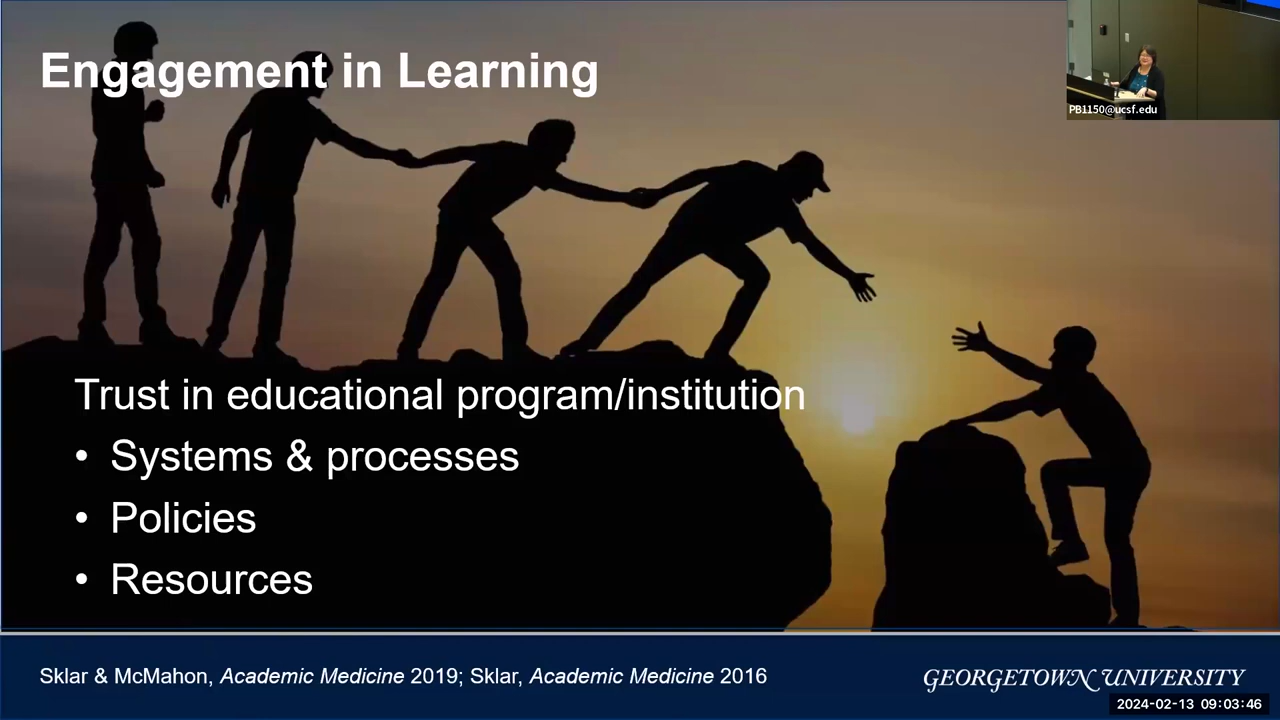 Engagement in Learning
PB1150@ucsf.edu
Trust in educational program/institution
• Systems & processes
• Policies
• Resources
Sklar & McMahon, Academic Medicine 2019; Sklar, Academic Medicine 2016
GEORGETOWN UNIVERSITY
2024-02-13 09:03:46